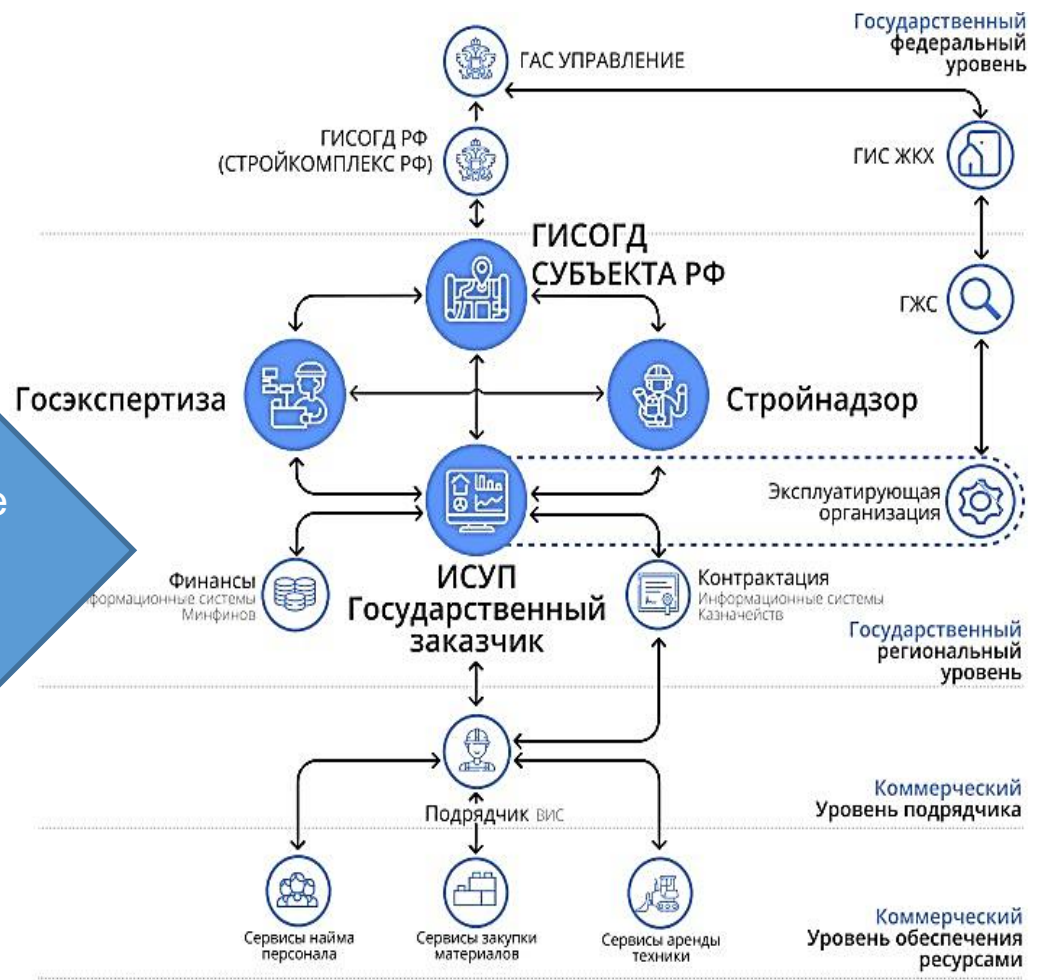 Государственный
федеральный
уровень
ГАС УПРАВЛЕНИЕ
ГИСОГД РФ
(СТРОЙКОМПЛЕКС РФ)
ГИС ЖКХ
ГИСОГД
СУБЪЕКТА РФ
ГЖС
Госэкспертиза
Стройнадзор
е
Эксплуатирующая
организация
Финансы
формационные системы
Минфинов
ИСУП
Государственный
заказчик
Контрактация
Информационные системы
Казначейств
Государственный
региональный
уровень
Подрядчик ВИС
Коммерческий
Уровень подрядчика
Сервисы найма
персонала
Сервисы закупки
материалов
Сервисы аренды
техники
Коммерческий
Уровень обеспечения
ресурсами